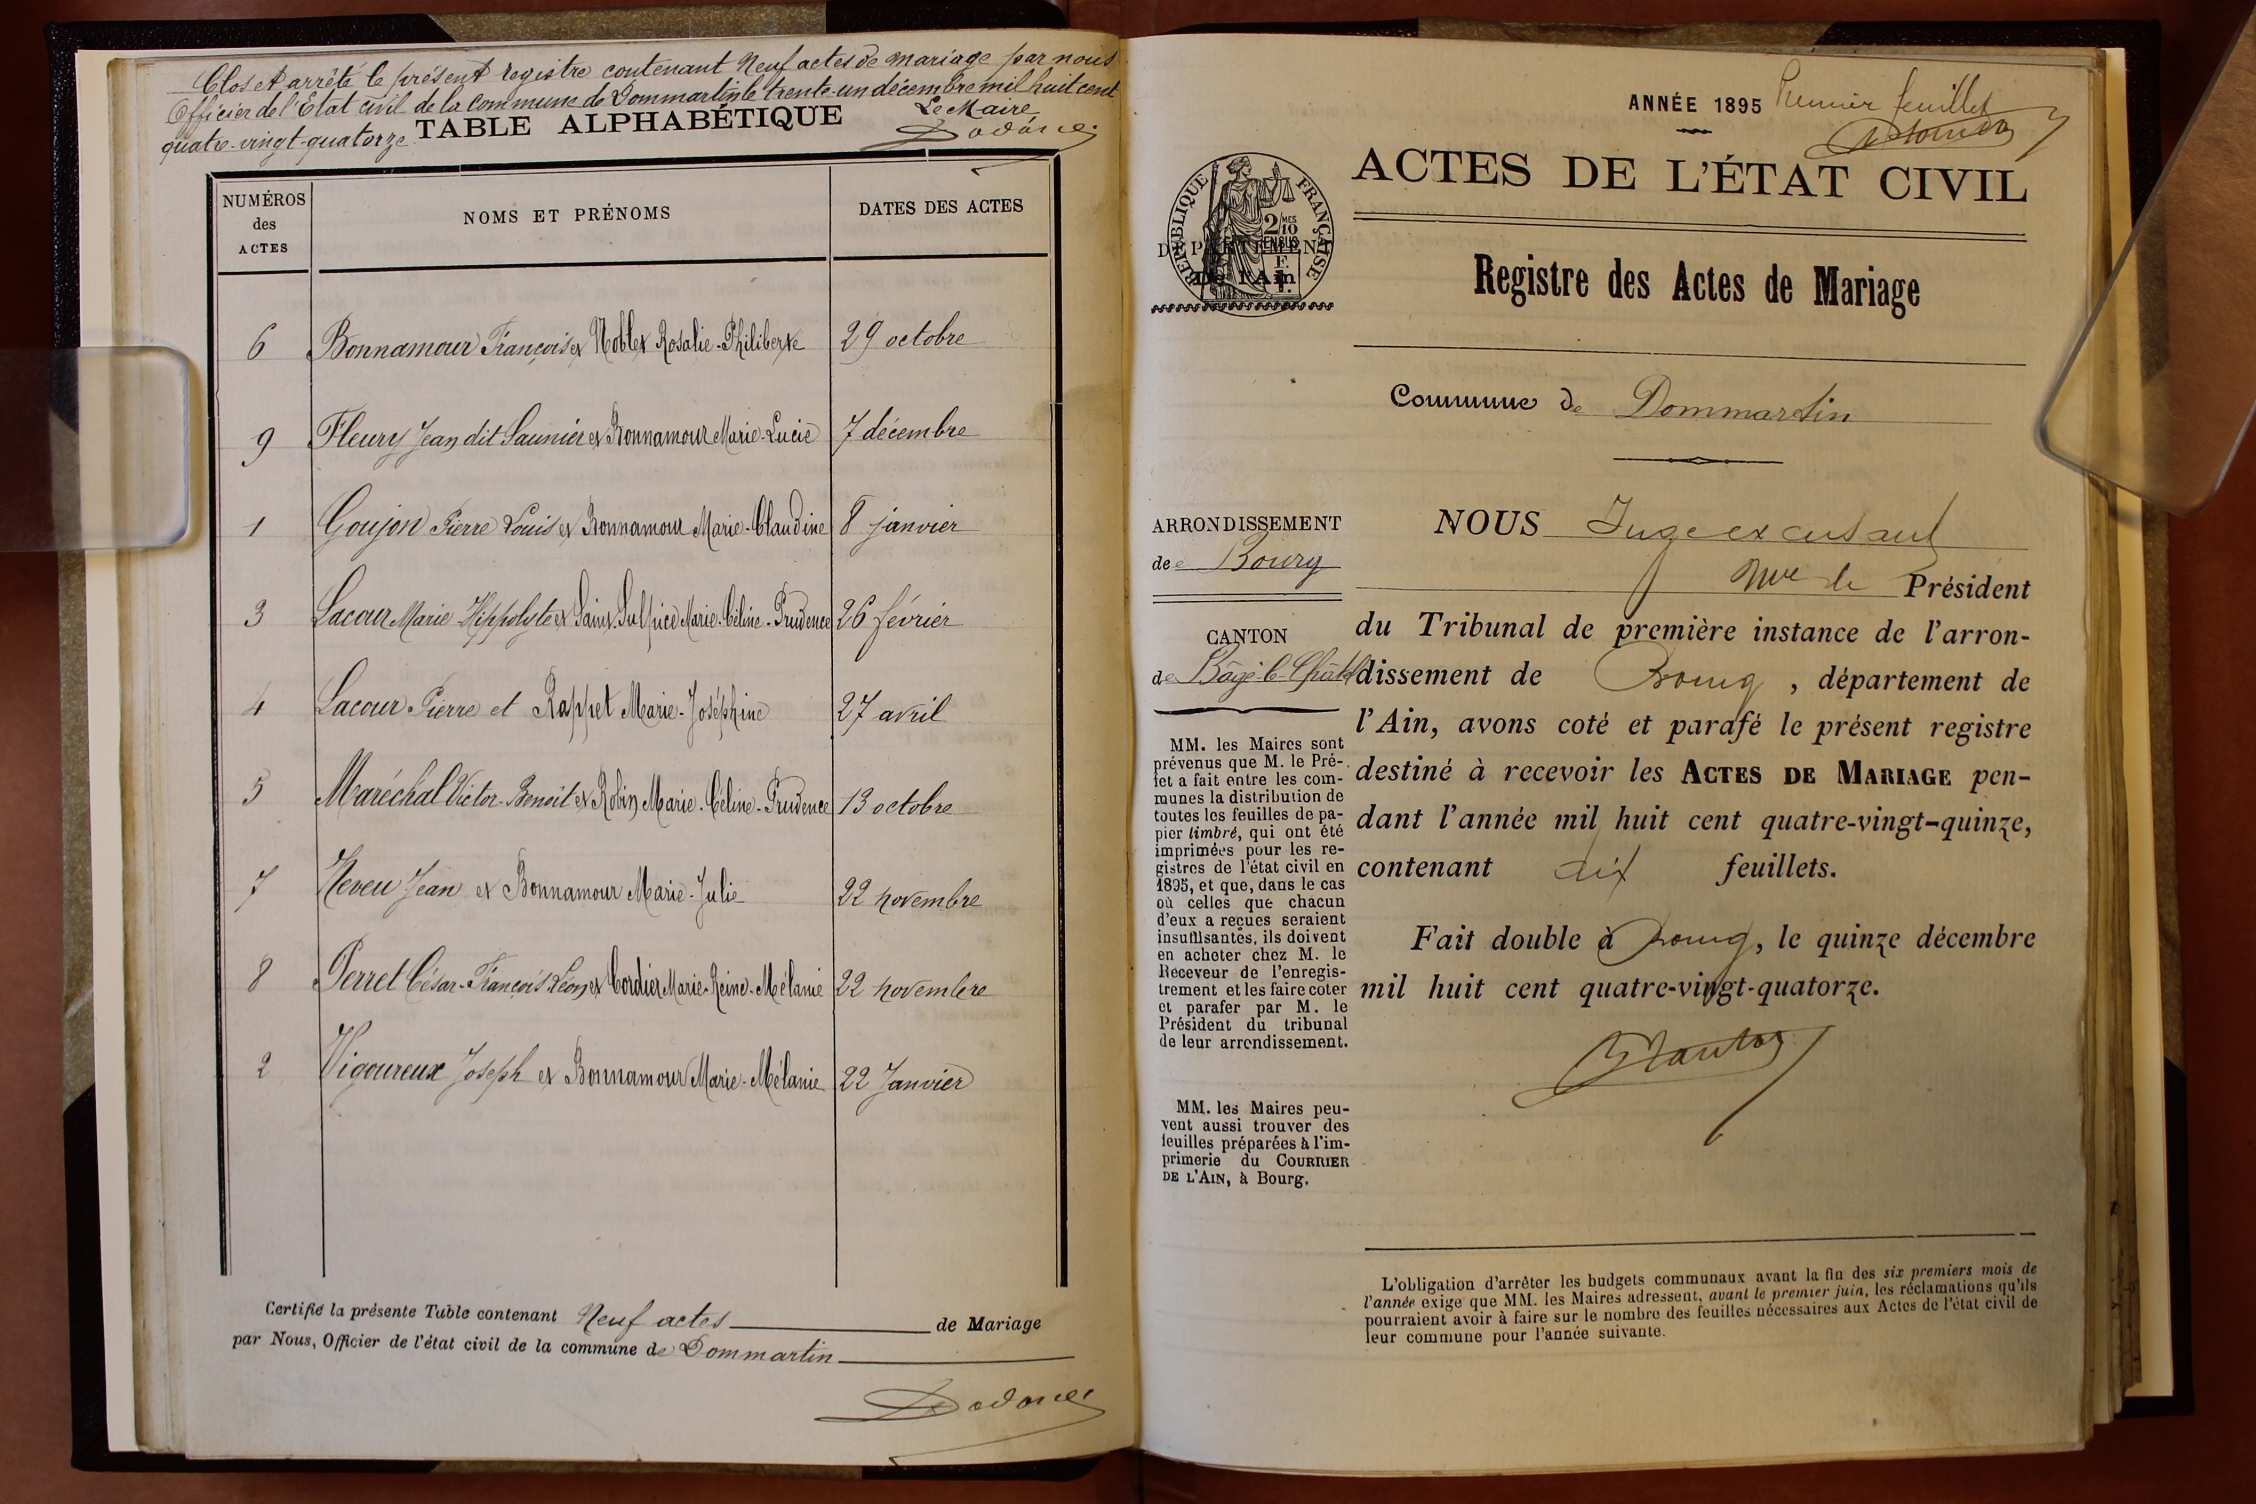 Clos et arrêté le présent registre contenant Neuf actes de mariage par nous
Officier de l'Etat civil de la commune de Dommartin le trente-un décembre mil huit cent
quatre-vingt-quatorze
Le Maire
TABLE ALPHABÉTIQUE
NUMÉROS des ACTES NOMS ET PRÉNOMS DATES DES ACTES
6 Bonnamour François et Noblet Rosalie-Philiberte 29 octobre
9 Fleury Jean dit Saunier et Bonnamour Marie-Lucie 7 décembre
1 Goujon Pierre Louis et Bonnamour Marie-Claudine 8 janvier
3 Lacour Marie Hippolyte et Saint Sulpice Marie-Céline-Prudence 26 février
4 Lacour Pierre et Rappet Marie-Joséphine 27 avril
5 Maréchal Victor-Benoît et Robin Marie-Céline-Prudence 13 octobre
7 Neveu Jean et Bonnamour Marie-Julie 22 novembre
8 Perret César-François Léon et Cordier Marie-Reine-Mélanie 22 novembre
2 Vigoureux Joseph et Bonnamour Marie-Mélanie 22 Janvier
Certifié la présente Table contenant Neuf actes de Mariage
par Nous, Officier de l'état civil de la commune de Dommartin
ANNÉE 1895
Premier feuillet
ACTES DE L'ÉTAT CIVIL
RÉPUBLIQUE FRANÇAISE
2/10 MES
EN SUS
DÉPARTEMENT
De l'Ain
Registre des Actes de Mariage
Commune de Dommartin
ARRONDISSEMENT
de Bourg
CANTON
de Bâgé-le-Châtel
MM. les Maires sont
prévenus que M. le Pré-
fet a fait entre les com-
munes la distribution de
toutes les feuilles de pa-
pier timbré, qui ont été
imprimées pour les re-
gistres de l'état civil en
1895, et que, dans le cas
où celles que chacun
d'eux a reçues seraient
insuffisantes, ils doivent
en acheter chez M. le
Receveur de l'enregis-
trement et les faire coter
et parafer par M. le
Président du tribunal
de leur arrondissement.
MM. les Maires peu-
vent aussi trouver des
feuilles préparées à l'im-
primerie du COURRIER
DE L'AIN, à Bourg.
NOUS Juge excusant
Mr le Président
du Tribunal de première instance de l'arron-
dissement de Bourg, département de
l'Ain, avons coté et parafé le présent registre
destiné à recevoir les ACTES DE MARIAGE pen-
dant l'année mil huit cent quatre-vingt-quinze,
contenant dix feuillets.
Fait double à Bourg, le quinze décembre
mil huit cent quatre-vingt-quatorze.
L'obligation d'arrêter les budgets communaux avant la fin des six premiers mois de
l'année exige que MM. les Maires adressent, avant le premier juin, les réclamations qu'ils
pourraient avoir à faire sur le nombre des feuilles nécessaires aux Actes de l'état civil de
leur commune pour l'année suivante.